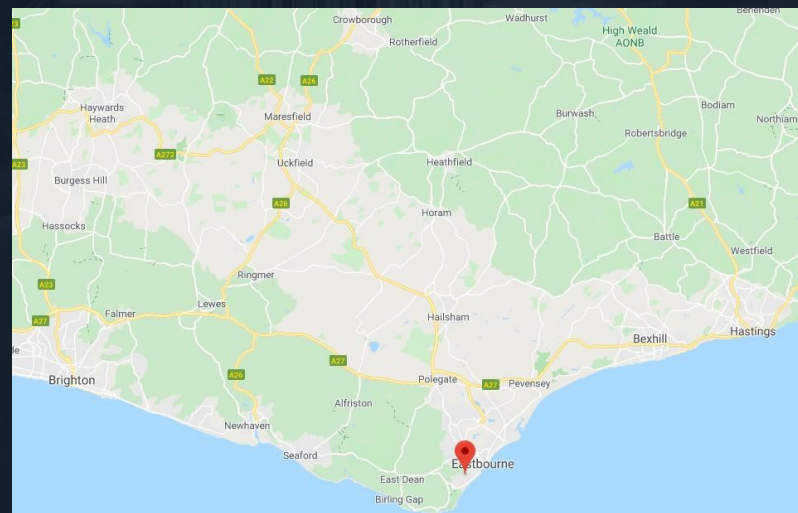 Benenden
Crowborough
Wadhurst
High Weald
AONB
Rotherfield
A22
A26
Haywards
Heath
Maresfield
Bodiam
Burwash
Northiam
Robertsbridge
A272
A23
Uckfield
Heathfield
Burgess Hill
A26
A21
Horam
Hassocks
Battle
Westfield
Ringmer
A23
Lewes
Falmer
A27
Hailsham
Hastings
Bexhill
A27
A26
Brighton
Polegate
A27
Pevensey
Alfriston
Newhaven
Seaford
Eastbourne
East Dean
Birling Gap